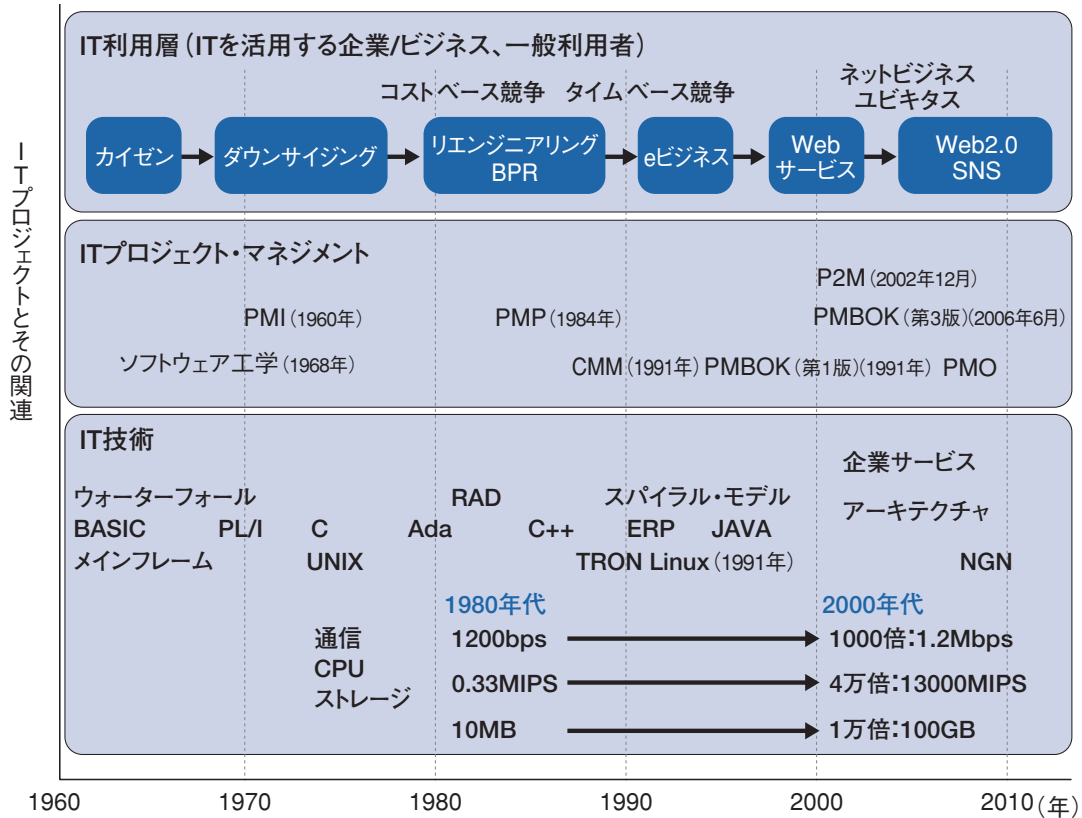 ITプロジェクトとその関連
IT利用層（ITを活用する企業/ビジネス、一般利用者）
コストベース競争 タイムベース競争
ネットビジネス
ユビキタス
カイゼン
ダウンサイジング
リエンジニアリング
BPR
eビジネス
Web
サービス
Web2.0
SNS
ITプロジェクト・マネジメント
P2M（2002年12月）
PMI（1960年） PMP（1984年） PMBOK（第3版）（2006年6月）
ソフトウェア工学（1968年） CMM（1991年） PMBOK（第1版）（1991年） PMO
IT技術
企業サービス
アーキテクチャ
ウォーターフォール RAD スパイラル・モデル
BASIC PL/I C Ada C++ ERP JAVA
メインフレーム UNIX TRON Linux（1991年） NGN
1980年代 2000年代
通信 1200bps 1000倍：1.2Mbps
CPU
ストレージ 0.33MIPS 4万倍：13000MIPS
10MB 1万倍：100GB
1960 1970 1980 1990 2000 2010（年）